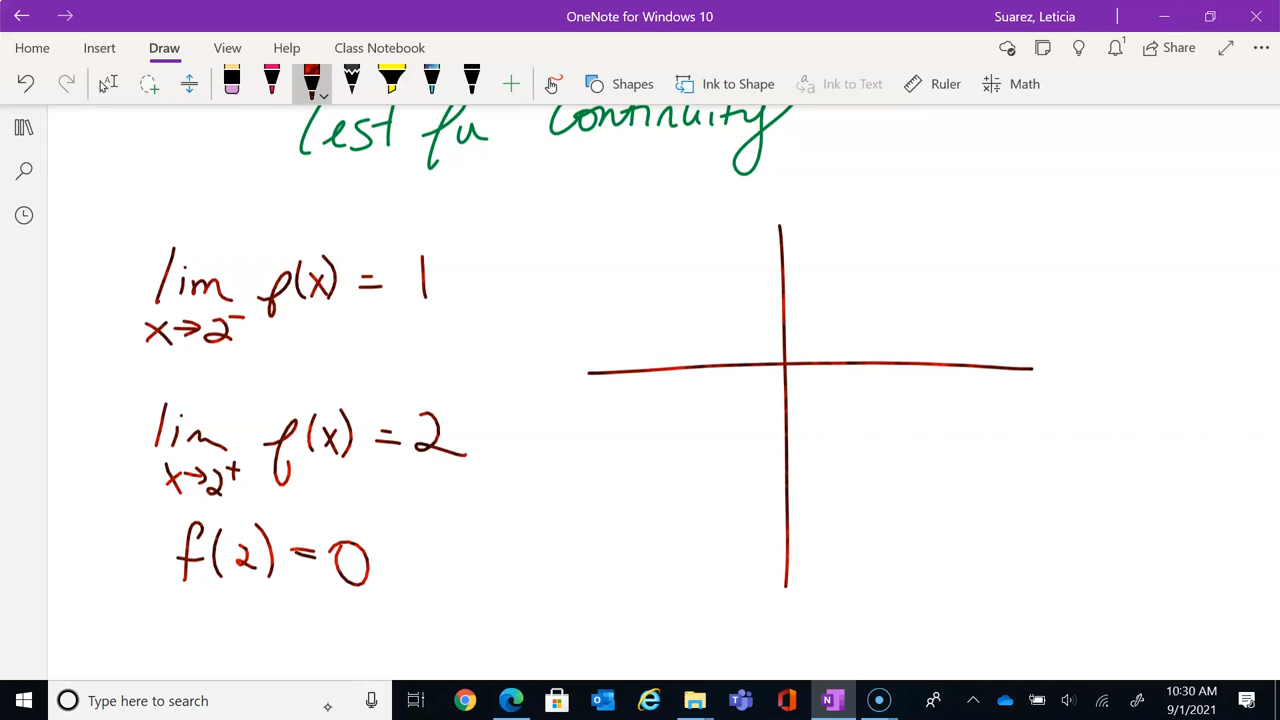 OneNote for Windows 10
Suarez, Leticia
Home Insert Draw View Help Class Notebook
1 Share
Shapes Ink to Shape Ink to Text Ruler Math
Test for continuity
lim f(x) = 1
x→2⁻
lim f(x) = 2
x→2⁺
f(2) = 0
Type here to search
10:30 AM
9/1/2021